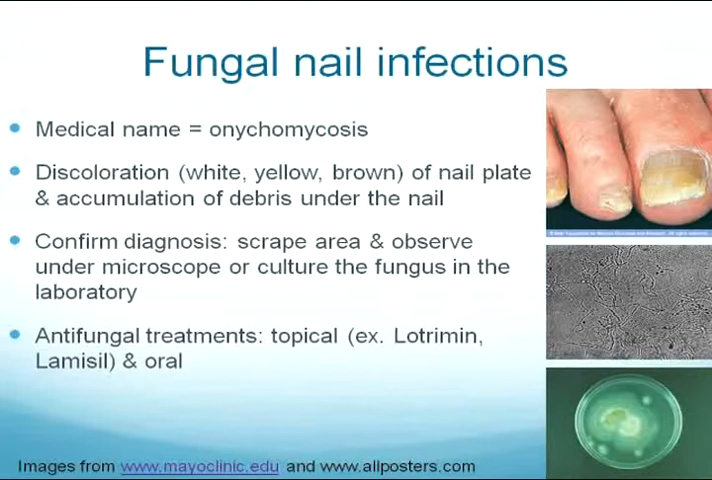 Fungal nail infections
Medical name = onychomycosis
Discoloration (white, yellow, brown) of nail plate
& accumulation of debris under the nail
Confirm diagnosis: scrape area & observe
under microscope or culture the fungus in the
laboratory
Antifungal treatments: topical (ex. Lotrimin,
Lamisil) & oral
Images from www.mayoclinic.edu and www.allposters.com